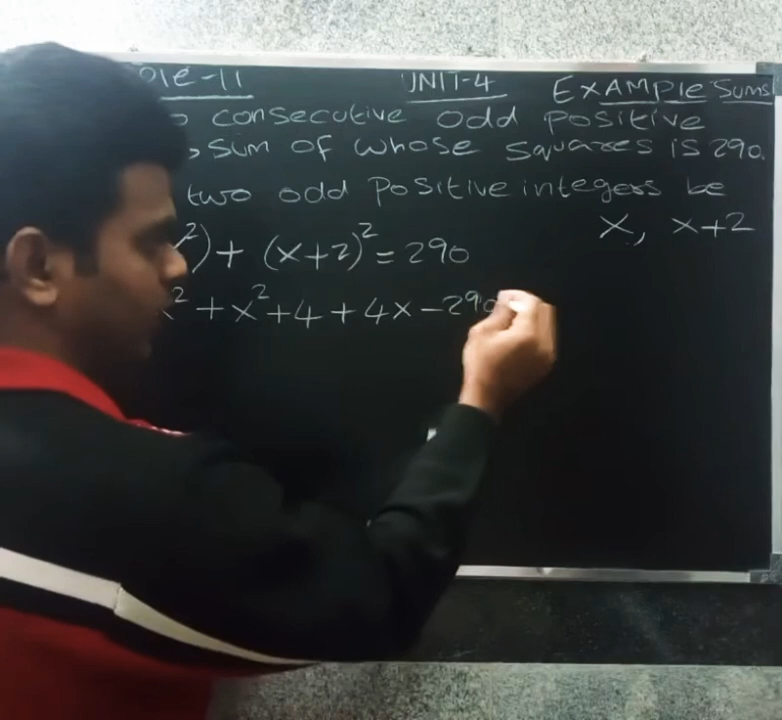 PlE-11 UNIT-4 ExAMPlE Sums
consecutive odd positive
sum of whose squares is 290.
two odd positive integers be
x, x+2
²)+ (x+2)² = 290
x² + x² + 4 + 4x - 290